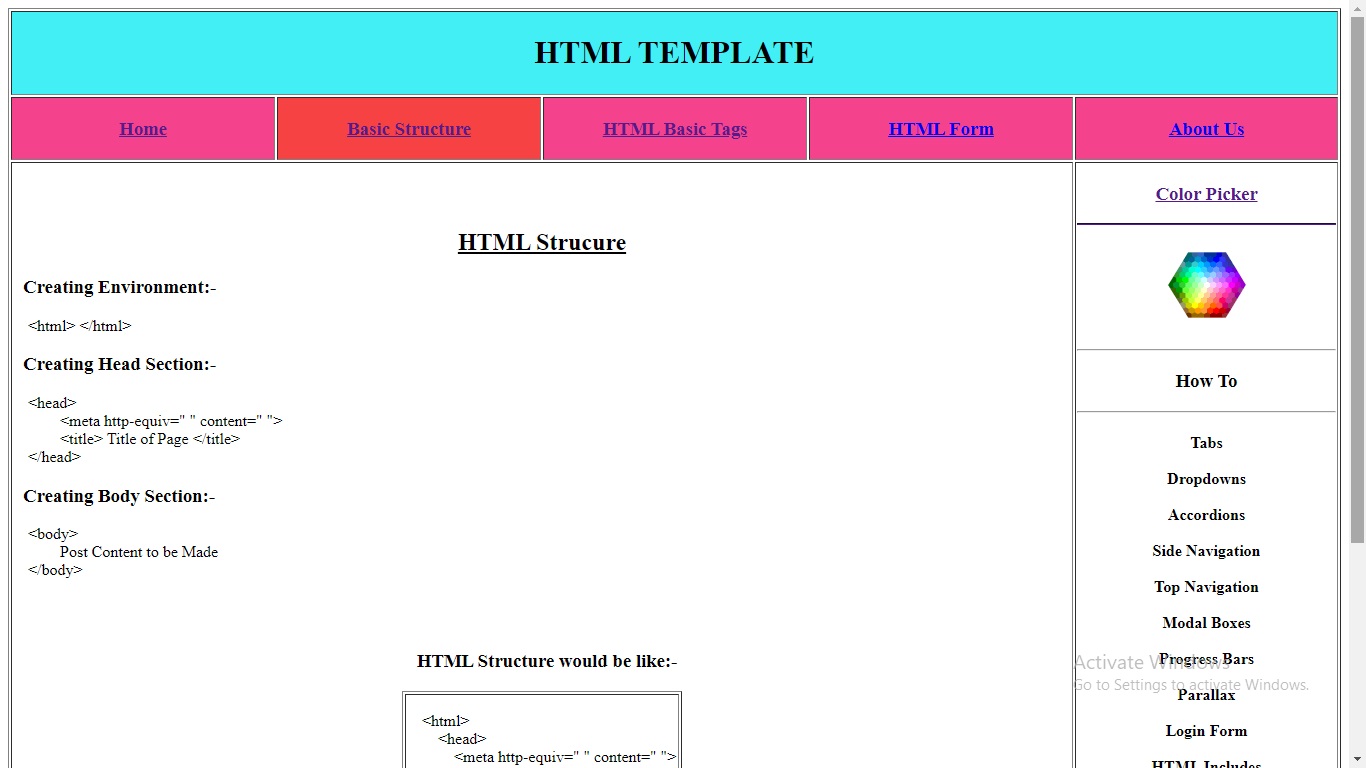 HTML TEMPLATE
Home
Basic Structure
HTML Basic Tags
HTML Form
About Us
HTML Strucure
Creating Environment:-
<html> </html>
Creating Head Section:-
<head>
<meta http-equiv=" " content=" ">
<title> Title of Page </title>
</head>
Creating Body Section:-
<body>
Post Content to be Made
</body>
HTML Structure would be like:-
<html>
<head>
<meta http-equiv=" " content=" ">
Color Picker
How To
Tabs
Dropdowns
Accordions
Side Navigation
Top Navigation
Modal Boxes
Progress Bars
Parallax
Login Form
HTML Includes
Activate Windows
Go to Settings to activate Windows.